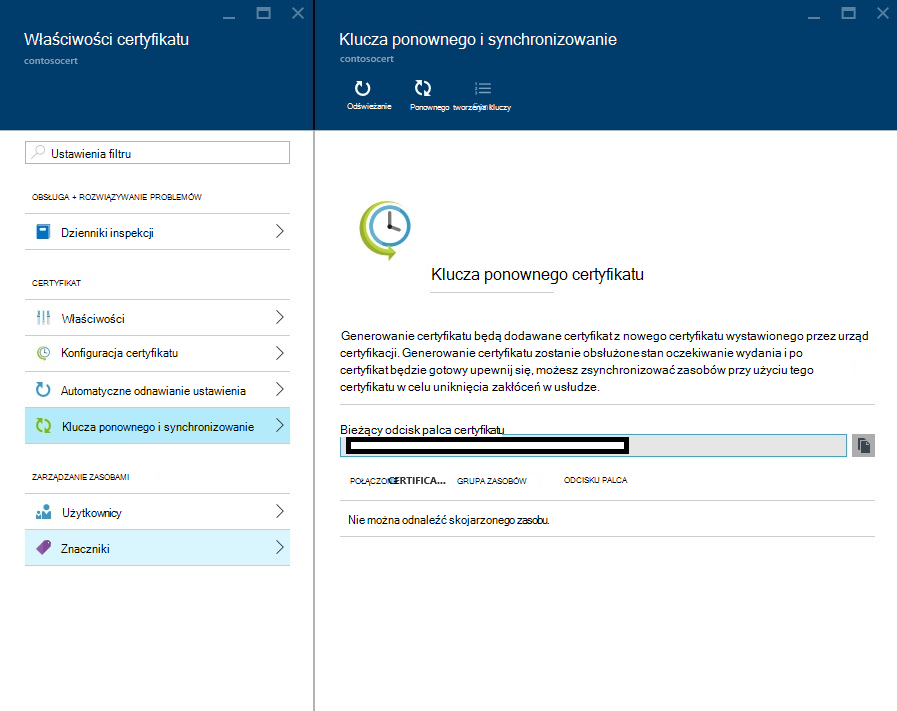 Właściwości certyfikatu
contosocert
Ustawienia filtru
OBSŁUGA + ROZWIĄZYWANIE PROBLEMÓW
Dzienniki inspekcji
CERTYFIKAT
Właściwości
Konfiguracja certyfikatu
Automatyczne odnawianie ustawienia
Klucza ponownego i synchronizowanie
ZARZĄDZANIE ZASOBAMI
Użytkownicy
Znaczniki
Klucza ponownego i synchronizowanie
contosocert
Odświeżanie
Ponownego tworzenia kluczy
Klucza ponownego certyfikatu
Generowanie certyfikatu będą dodawane certyfikat z nowego certyfikatu wystawionego przez urząd
certyfikacji. Generowanie certyfikatu zostanie obsłużone stan oczekiwanie wydania i po
certyfikat będzie gotowy upewnij się, możesz zsynchronizować zasobów przy użyciu tego
certyfikatu w celu uniknięcia zakłóceń w usłudze.
Bieżący odcisk palca certyfikatu
CERTIFICA... GRUPA ZASOBÓW ODCISKU PALCA
Nie można odnaleźć skojarzonego zasobu.